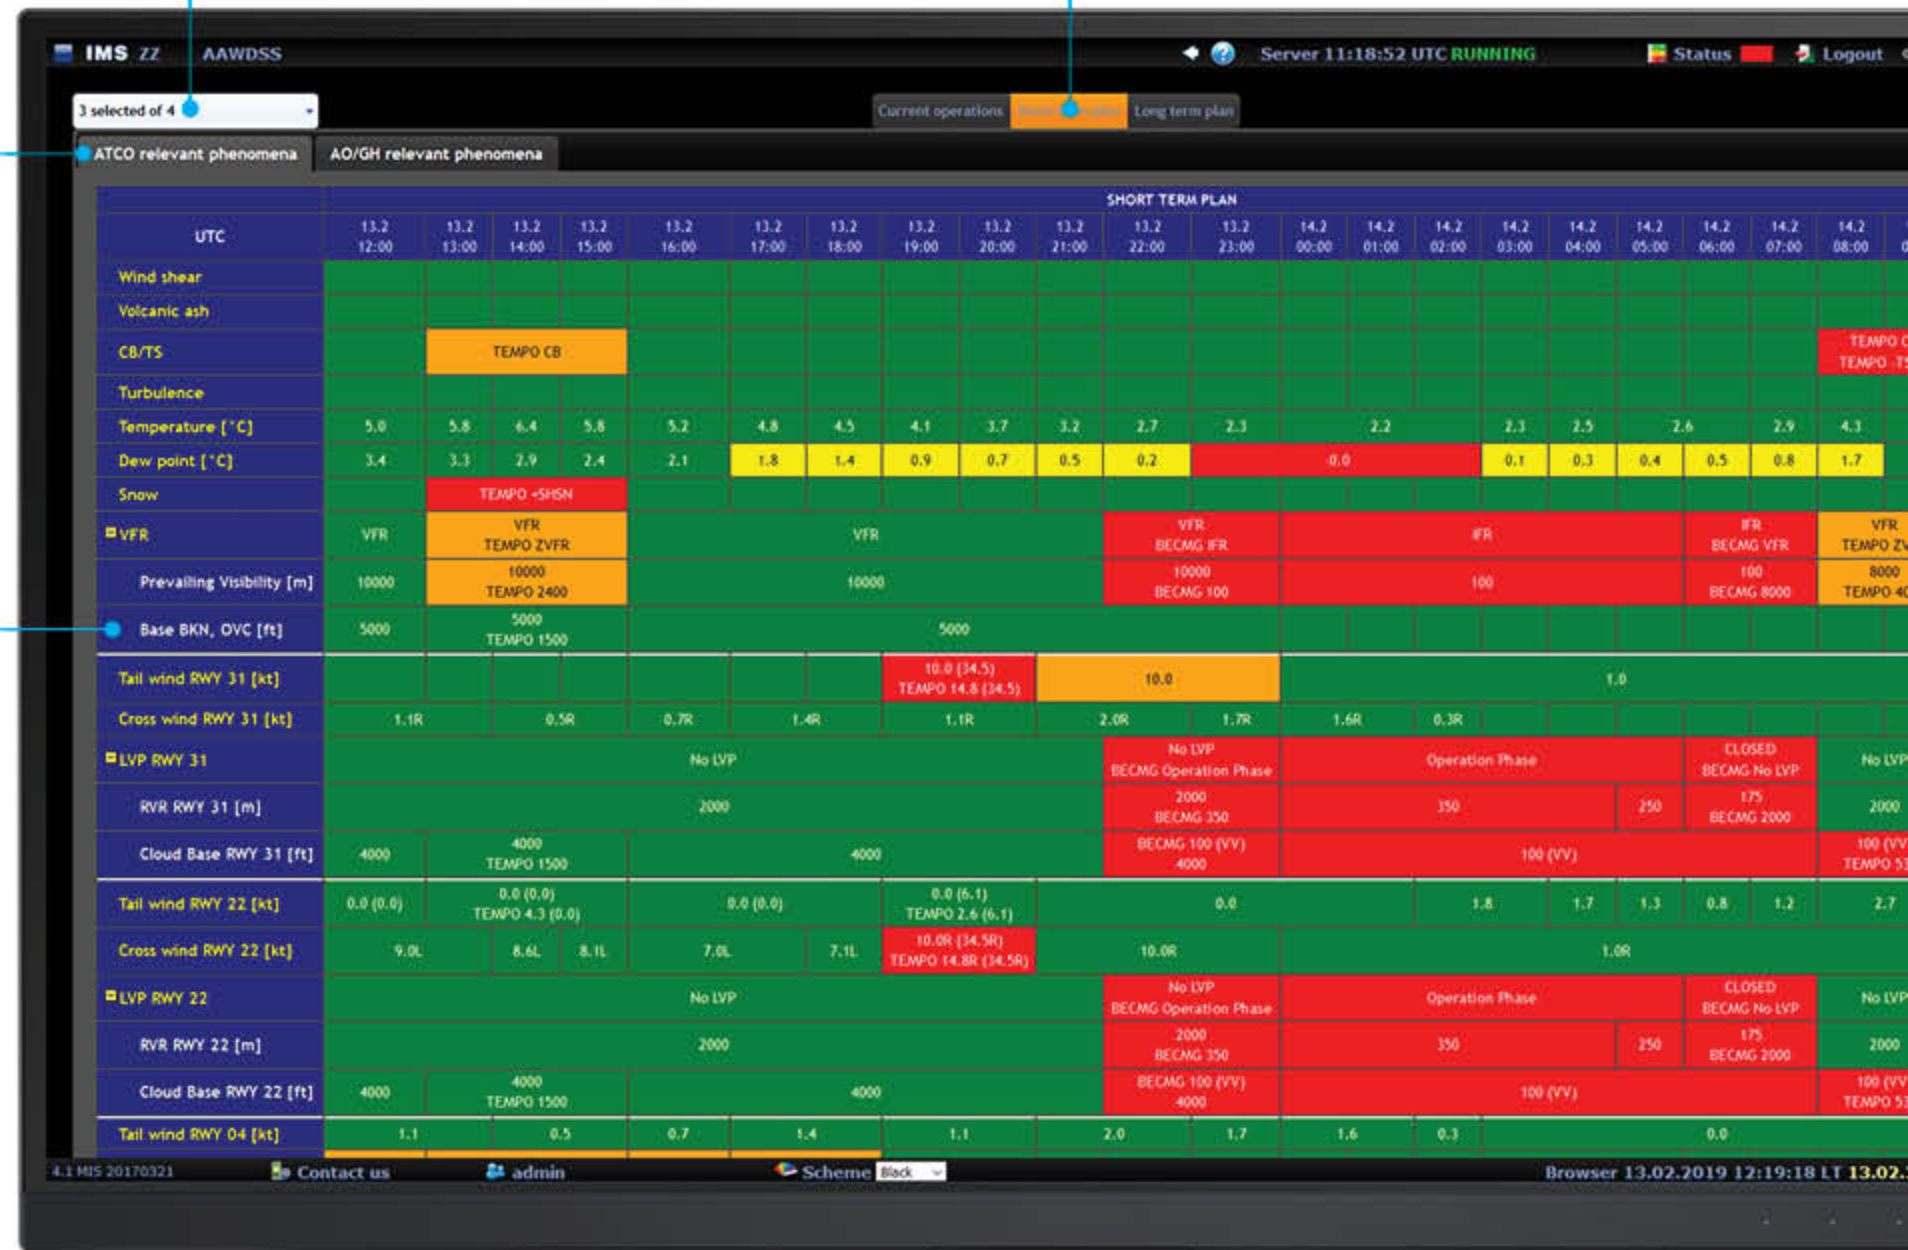 IMS ZZ AAWDSS Server 11:18:52 UTC RUNNING Status Logout
3 selected of 4 Current operations Long term plan
ATCO relevant phenomena AO/GH relevant phenomena
SHORT TERM PLAN
UTC 13.2 12:00 13.2 13:00 13.2 14:00 13.2 15:00 13.2 16:00 13.2 17:00 13.2 18:00 13.2 19:00 13.2 20:00 13.2 21:00 13.2 22:00 13.2 23:00 14.2 00:00 14.2 01:00 14.2 02:00 14.2 03:00 14.2 04:00 14.2 05:00 14.2 06:00 14.2 07:00 14.2 08:00
Wind shear
Volcanic ash
CB/TS TEMPO CB TEMPO TEMPO
Turbulence
Temperature [°C] 5.0 5.8 6.4 5.8 5.2 4.8 4.5 4.1 3.7 3.2 2.7 2.3 2.2 2.3 2.5 2.6 2.9 4.3
Dew point [°C] 3.4 3.3 2.9 2.4 2.1 1.8 1.4 0.9 0.7 0.5 0.2 -0.0 0.1 0.3 0.4 0.5 0.8 1.7
Snow TEMPO +SHSN
VFR VFR VFR TEMPO ZVFR VFR VFR BECMG IFR IFR IFR BECMG VFR VFR TEMPO
Prevailing Visibility [m] 10000 10000 TEMPO 2400 10000 10000 BECMG 100 100 100 BECMG 8000 8000 TEMPO
Base BKN, OVC [ft] 5000 5000 TEMPO 1500 5000
Tail wind RWY 31 [kt] 10.0 (34.5) TEMPO 14.8 (34.5) 10.0 1.0
Cross wind RWY 31 [kt] 1.1R 0.5R 0.7R 1.4R 1.1R 2.0R 1.7R 1.6R 0.3R
LVP RWY 31 No LVP No LVP BECMG Operation Phase Operation Phase CLOSED BECMG No LVP No LVP
RVR RWY 31 [m] 2000 2000 BECMG 350 350 250 175 BECMG 2000 2000
Cloud Base RWY 31 [ft] 4000 4000 TEMPO 1500 4000 BECMG 100 (VV) 4000 100 (VV) 100 (VV TEMPO
Tail wind RWY 22 [kt] 0.0 (0.0) 0.0 (0.0) TEMPO 4.3 (0.0) 0.0 (0.0) 0.0 (6.1) TEMPO 2.6 (6.1) 0.0 1.8 1.7 1.3 0.8 1.2 2.7
Cross wind RWY 22 [kt] 9.0L 8.6L 8.1L 7.0L 7.1L 10.0R (34.5R) TEMPO 14.8R (34.5R) 10.0R 1.0R
LVP RWY 22 No LVP No LVP BECMG Operation Phase Operation Phase CLOSED BECMG No LVP No LVP
RVR RWY 22 [m] 2000 2000 BECMG 350 350 250 175 BECMG 2000 2000
Cloud Base RWY 22 [ft] 4000 4000 TEMPO 1500 4000 BECMG 100 (VV) 4000 100 (VV) 100 (VV TEMPO
Tail wind RWY 04 [kt] 1.1 0.5 0.7 1.4 1.1 2.0 1.7 1.6 0.3 0.0
4.1 MIS 20170321 Contact us admin Scheme Black Browser 13.02.2019 12:19:18 LT 13.02.